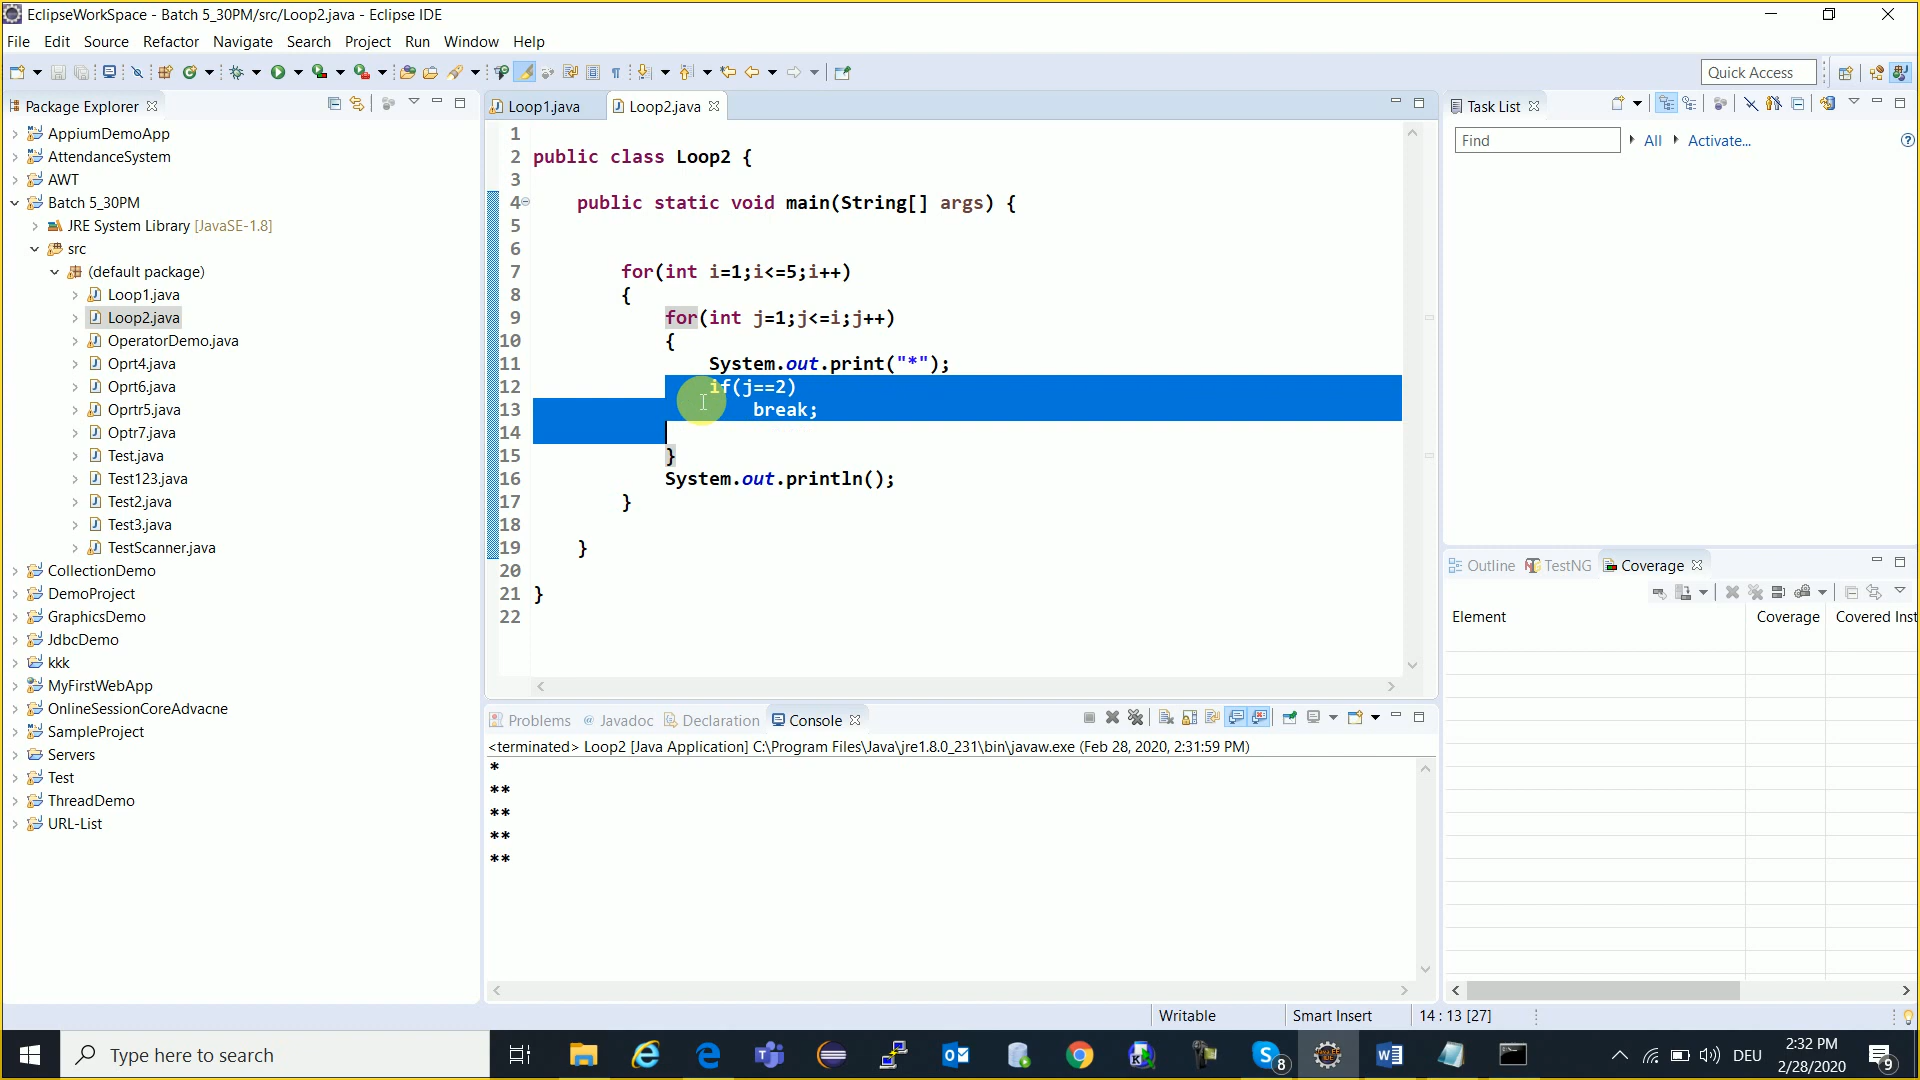 EclipseWorkSpace - Batch 5_30PM/src/Loop2.java - Eclipse IDE
File Edit Source Refactor Navigate Search Project Run Window Help
Quick Access
Package Explorer
AppiumDemoApp
AttendanceSystem
AWT
Batch 5_30PM
JRE System Library [JavaSE-1.8]
src
(default package)
Loop1.java
Loop2.java
OperatorDemo.java
Oprt4.java
Oprt6.java
Oprtr5.java
Optr7.java
Test.java
Test123.java
Test2.java
Test3.java
TestScanner.java
CollectionDemo
DemoProject
GraphicsDemo
JdbcDemo
kkk
MyFirstWebApp
OnlineSessionCoreAdvacne
SampleProject
Servers
Test
ThreadDemo
URL-List
Loop1.java Loop2.java
1
2 public class Loop2 {
3
4 public static void main(String[] args) {
5
6
7 for(int i=1;i<=5;i++)
8 {
9 for(int j=1;j<=i;j++)
10 {
11 System.out.print("*");
12 if(j==2)
13 break;
14
15 }
16 System.out.println();
17 }
18
19 }
20
21 }
22
Problems @ Javadoc Declaration Console
<terminated> Loop2 [Java Application] C:\Program Files\Java\jre1.8.0_231\bin\javaw.exe (Feb 28, 2020, 2:31:59 PM)
*
**
**
**
**
Task List
Find All Activate...
Outline TestNG Coverage
Element Coverage Covered Inst
Writable Smart Insert 14 : 13 [27]
Type here to search
8
DEU
2:32 PM
2/28/2020
9